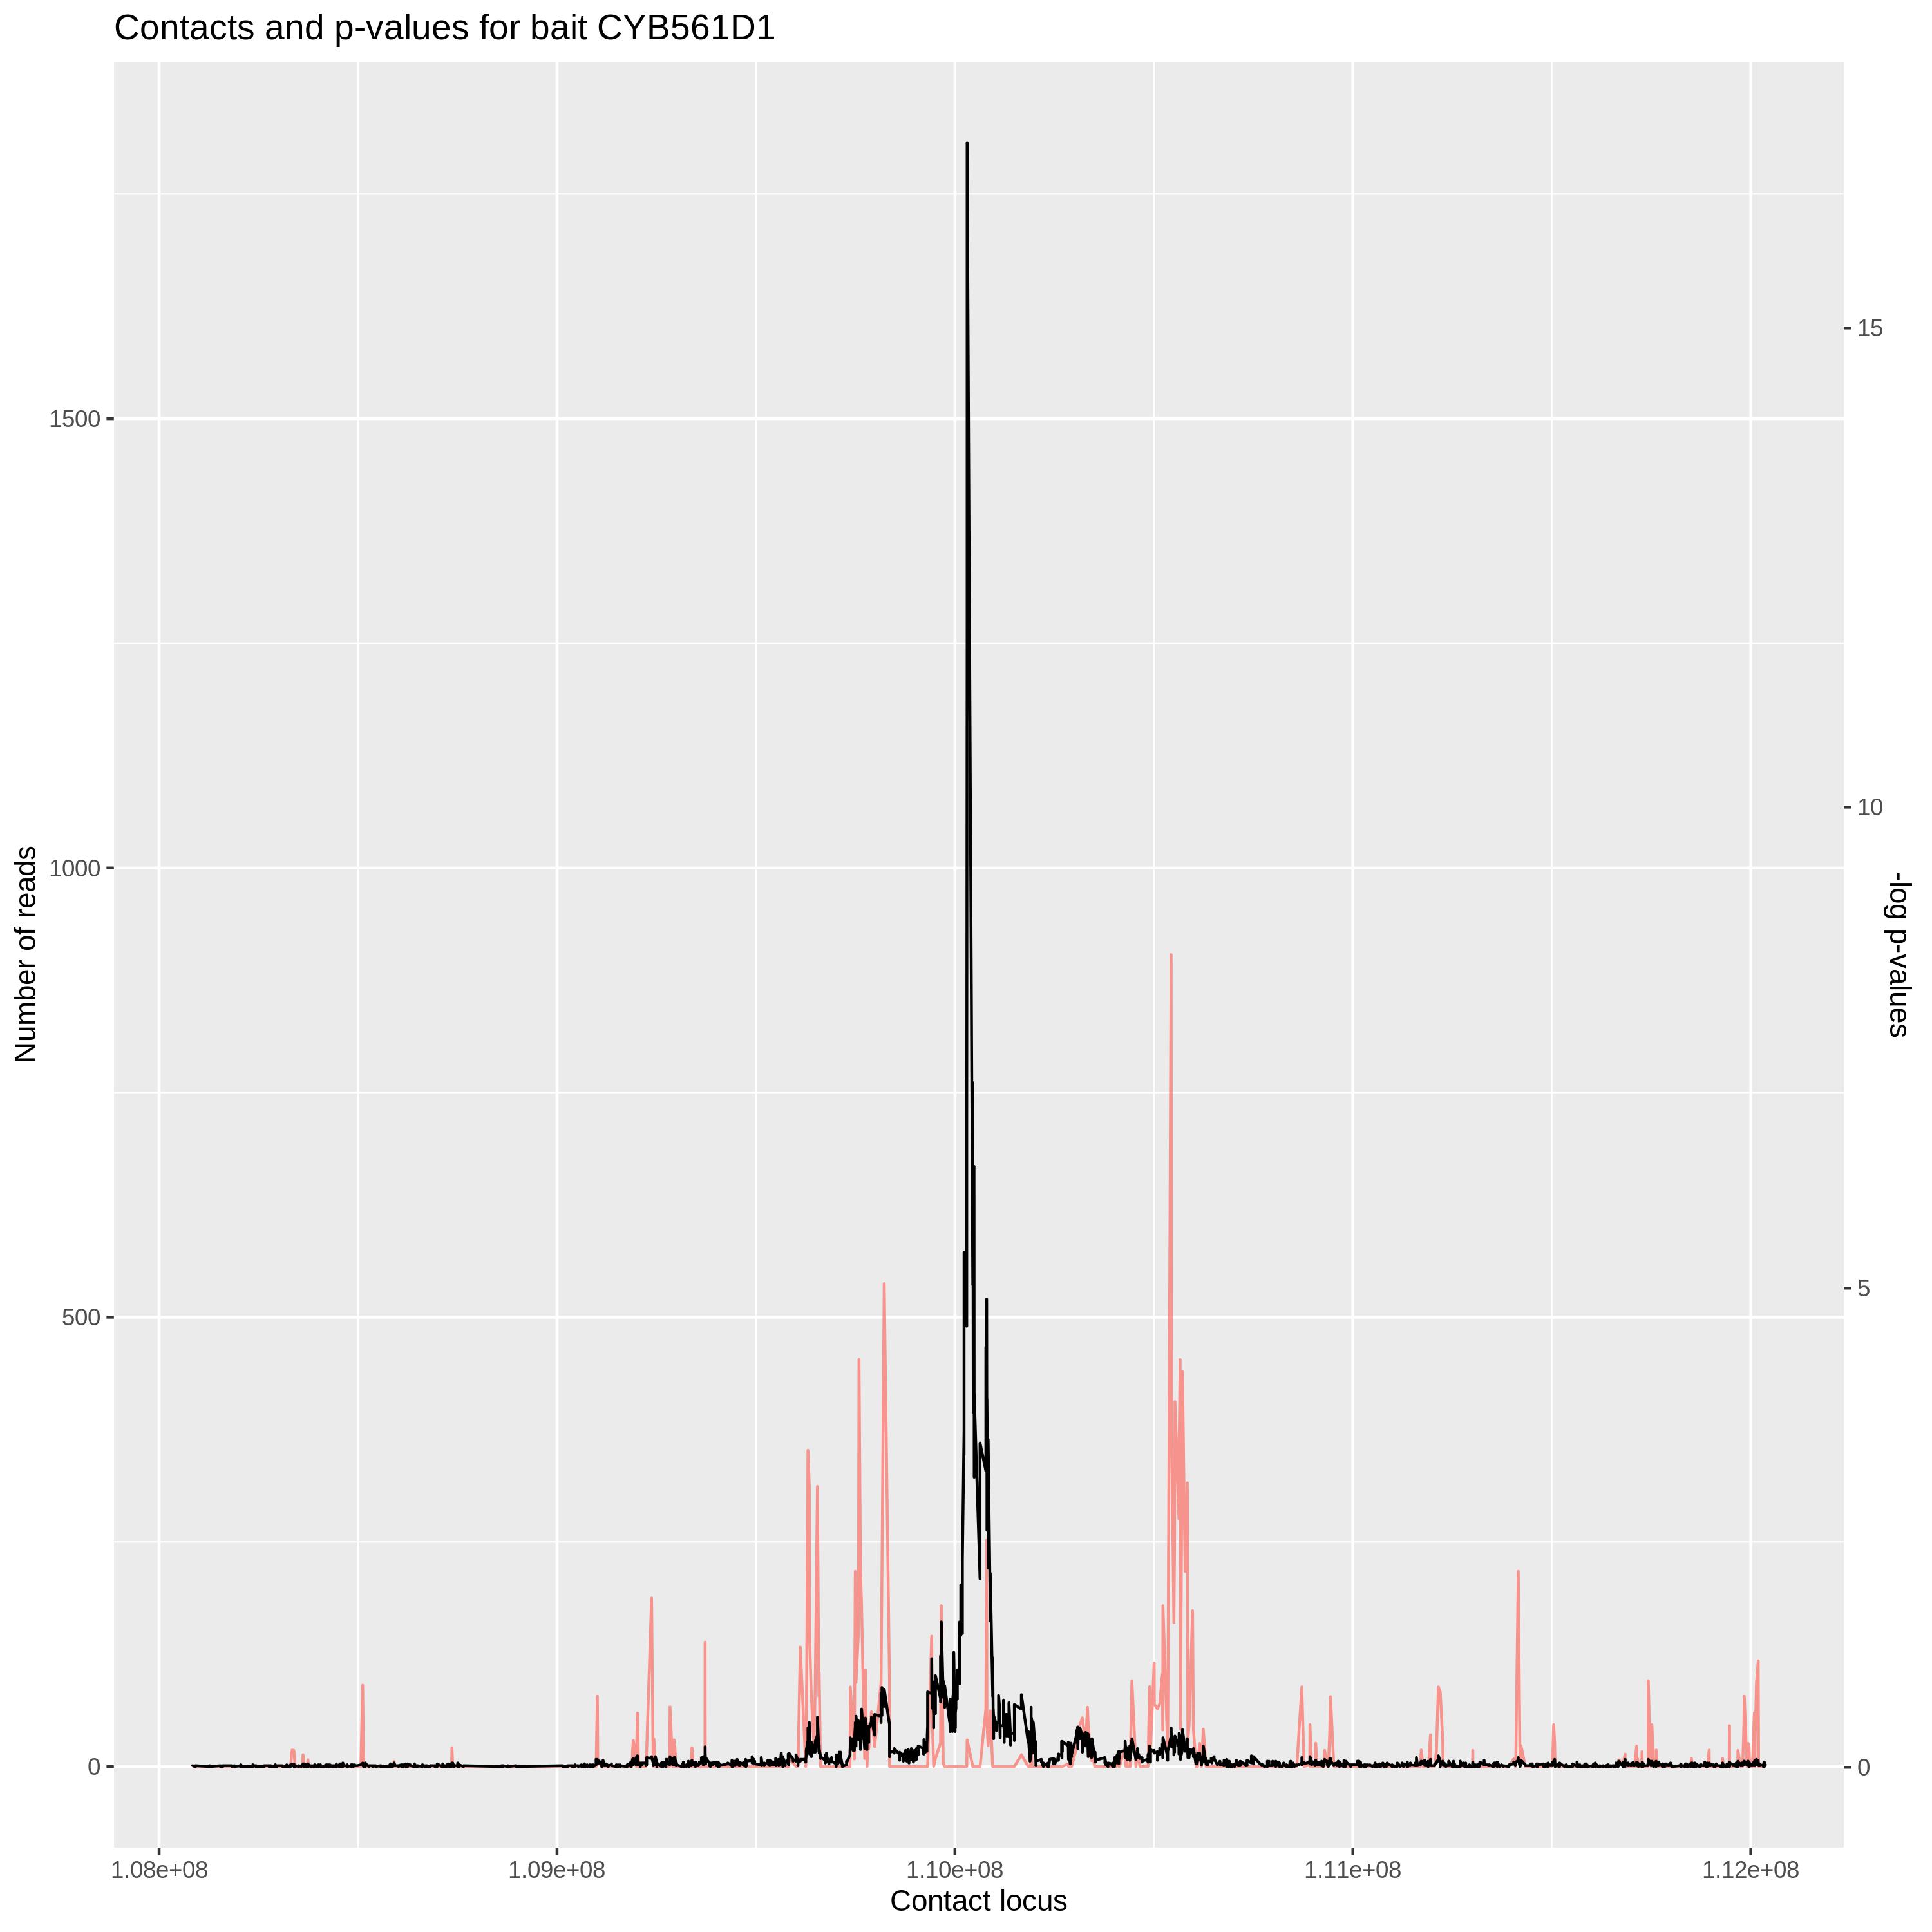 Contacts and p-values for bait CYB561D1
Number of reads
1500
1000
500
0
15
10
5
0
-log p-values
1.08e+08
1.09e+08
1.10e+08
1.11e+08
1.12e+08
Contact locus